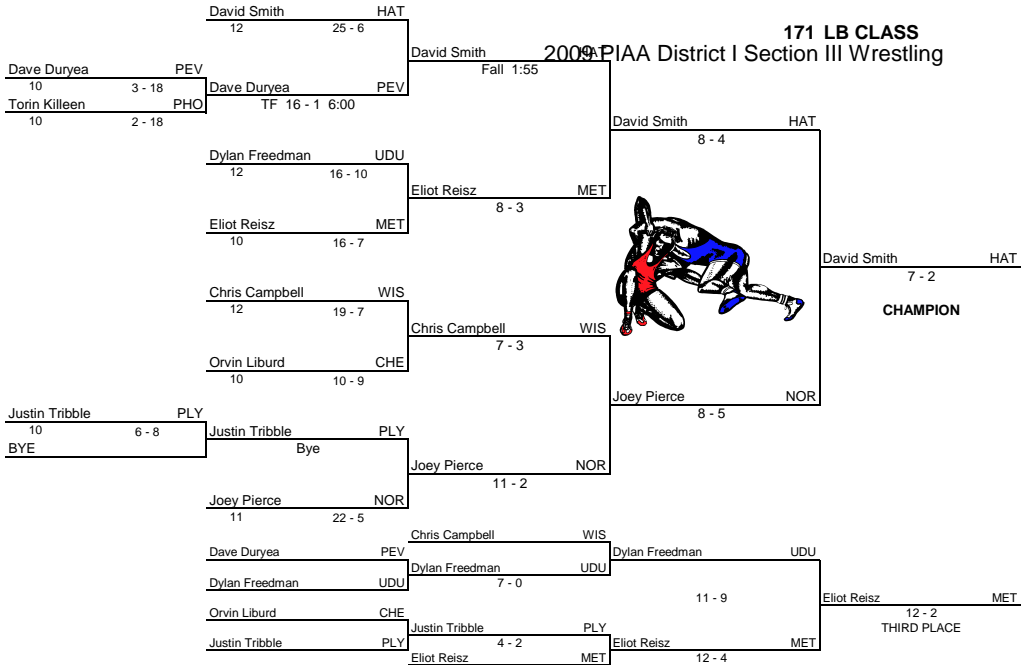 171 LB CLASS
2009 PIAA District I Section III Wrestling
David Smith HAT
12 25 - 6
David Smith HAT
Fall 1:55
Dave Duryea PEV
10 3 - 18
Dave Duryea PEV
TF 16 - 1 6:00
Torin Killeen PHO
10 2 - 18
David Smith HAT
8 - 4
Dylan Freedman UDU
12 16 - 10
Eliot Reisz MET
8 - 3
Eliot Reisz MET
10 16 - 7
David Smith HAT
7 - 2
CHAMPION
Chris Campbell WIS
12 19 - 7
Chris Campbell WIS
7 - 3
Orvin Liburd CHE
10 10 - 9
Joey Pierce NOR
8 - 5
Justin Tribble PLY
10 6 - 8
Justin Tribble PLY
Bye
BYE
Joey Pierce NOR
11 - 2
Joey Pierce NOR
11 22 - 5
Chris Campbell WIS
Dave Duryea PEV
Dylan Freedman UDU
Dylan Freedman UDU
7 - 0
Dylan Freedman UDU
11 - 9
Eliot Reisz MET
12 - 2
THIRD PLACE
Orvin Liburd CHE
Justin Tribble PLY
4 - 2
Justin Tribble PLY
Eliot Reisz MET
12 - 4
Eliot Reisz MET